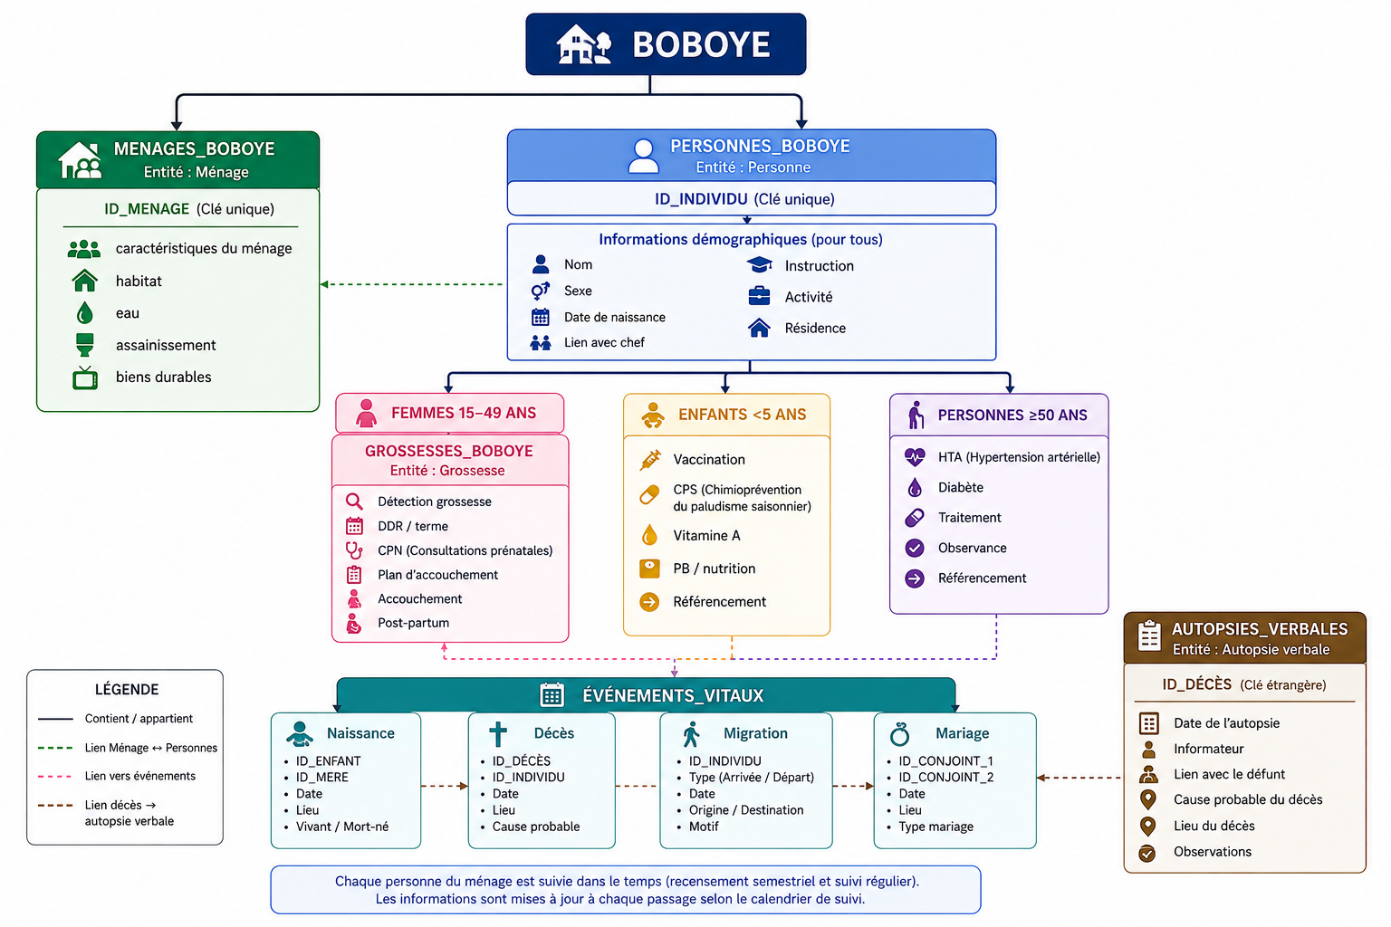 BOBOYE
MENAGES_BOBOYE
Entité : Ménage
ID_MENAGE (Clé unique)
caractéristiques du ménage
habitat
eau
assainissement
biens durables
PERSONNES_BOBOYE
Entité : Personne
ID_INDIVIDU (Clé unique)
Informations démographiques (pour tous)
Nom
Sexe
Date de naissance
Lien avec chef
Instruction
Activité
Résidence
FEMMES 15–49 ANS
GROSSESSES_BOBOYE
Entité : Grossesse
Détection grossesse
DDR / terme
CPN (Consultations prénatales)
Plan d'accouchement
Accouchement
Post-partum
ENFANTS <5 ANS
Vaccination
CPS (Chimioprévention
du paludisme saisonnier)
Vitamine A
PB / nutrition
Référencement
PERSONNES ≥50 ANS
HTA (Hypertension artérielle)
Diabète
Traitement
Observance
Référencement
AUTOPSIES_VERBALES
Entité : Autopsie verbale
ID_DÉCÈS (Clé étrangère)
Date de l'autopsie
Informateur
Lien avec le défunt
Cause probable du décès
Lieu du décès
Observations
LÉGENDE
Contient / appartient
Lien Ménage ↔ Personnes
Lien vers événements
Lien décès →
autopsie verbale
ÉVÉNEMENTS_VITAUX
Naissance
• ID_ENFANT
• ID_MERE
• Date
• Lieu
• Vivant / Mort-né
Décès
• ID_DÉCÈS
• ID_INDIVIDU
• Date
• Lieu
• Cause probable
Migration
• ID_INDIVIDU
• Type (Arrivée / Départ)
• Date
• Origine / Destination
• Motif
Mariage
• ID_CONJOINT_1
• ID_CONJOINT_2
• Date
• Lieu
• Type mariage
Chaque personne du ménage est suivie dans le temps (recensement semestriel et suivi régulier).
Les informations sont mises à jour à chaque passage selon le calendrier de suivi.